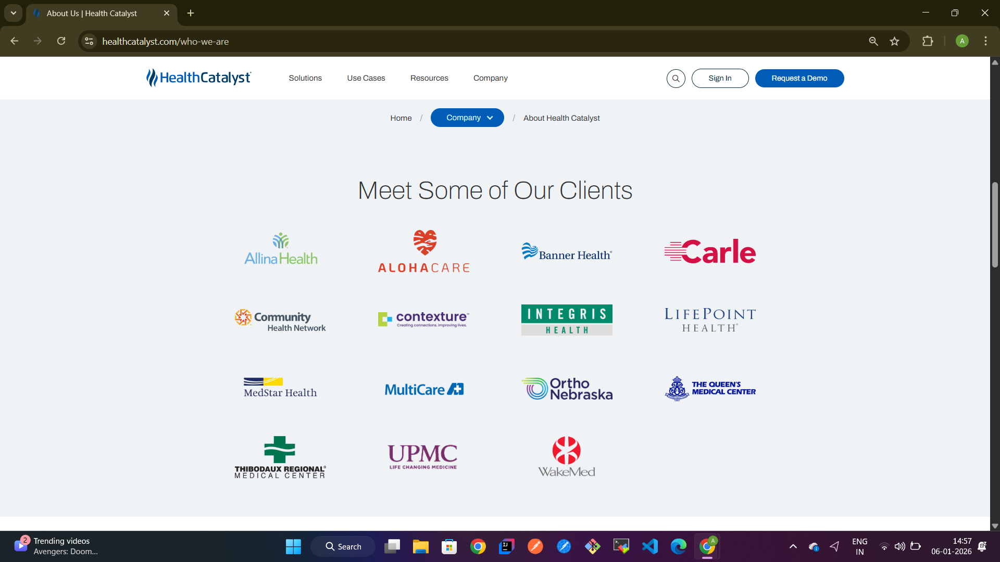 About Us | Health Catalyst
healthcatalyst.com/who-we-are
A
HealthCatalyst
Solutions
Use Cases
Resources
Company
Sign In
Request a Demo
Home / Company / About Health Catalyst
Meet Some of Our Clients
Allina Health
ALOHACARE
Banner Health®
Carle
Community
Health Network
contexture™
Creating connections. Improving lives.
INTEGRIS
HEALTH
LIFEPOINT
HEALTH®
MedStar Health
MultiCare
Ortho
Nebraska
THE QUEEN'S
MEDICAL CENTER
THIBODAUX REGIONAL®
MEDICAL CENTER
UPMC
LIFE CHANGING MEDICINE
WakeMed
2
Trending videos
Avengers: Doom...
Search
IJ
A
ENG
IN
14:57
06-01-2026